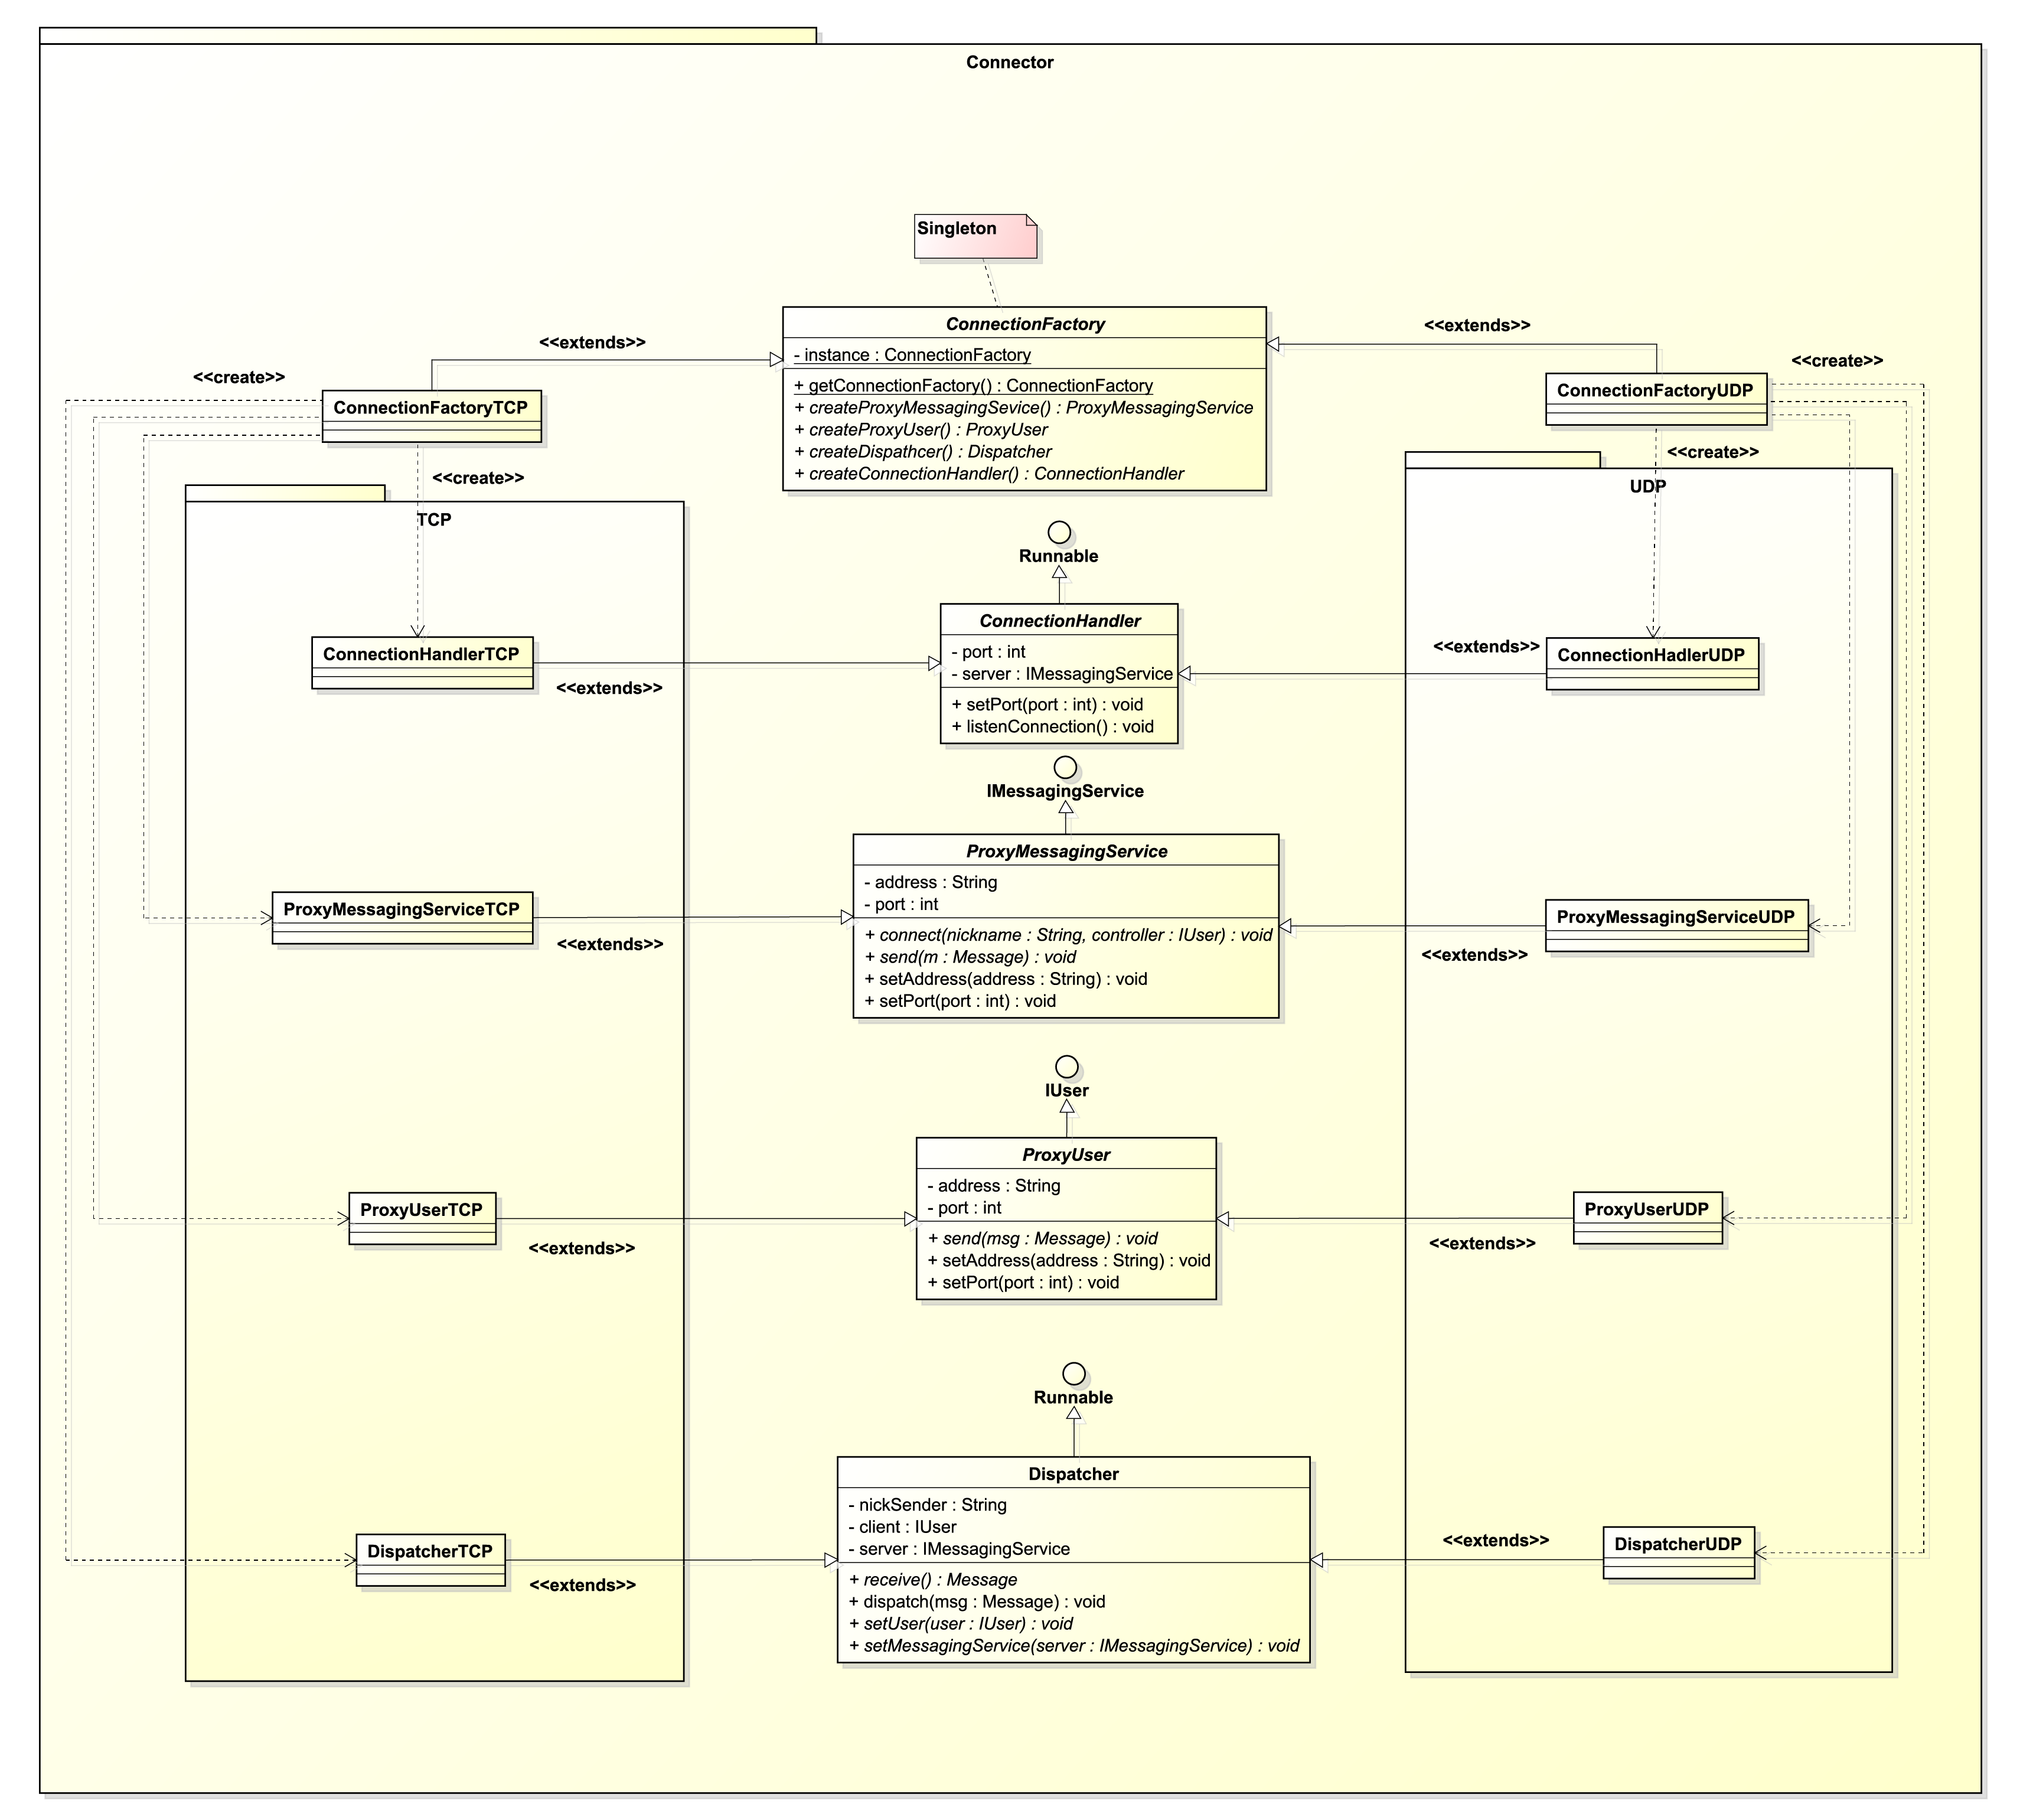 Connector
Singleton
ConnectionFactory
- instance : ConnectionFactory
+ getConnectionFactory() : ConnectionFactory
+ createProxyMessagingSevice() : ProxyMessagingService
+ createProxyUser() : ProxyUser
+ createDispathcer() : Dispatcher
+ createConnectionHandler() : ConnectionHandler
<<extends>>
<<extends>>
<<create>>
<<create>>
ConnectionFactoryTCP
ConnectionFactoryUDP
<<create>>
<<create>>
TCP
UDP
Runnable
ConnectionHandler
- port : int
- server : IMessagingService
+ setPort(port : int) : void
+ listenConnection() : void
ConnectionHandlerTCP
<<extends>>
<<extends>>
ConnectionHadlerUDP
IMessagingService
ProxyMessagingService
- address : String
- port : int
+ connect(nickname : String, controller : IUser) : void
+ send(m : Message) : void
+ setAddress(address : String) : void
+ setPort(port : int) : void
ProxyMessagingServiceTCP
<<extends>>
ProxyMessagingServiceUDP
<<extends>>
IUser
ProxyUser
- address : String
- port : int
+ send(msg : Message) : void
+ setAddress(address : String) : void
+ setPort(port : int) : void
ProxyUserTCP
<<extends>>
ProxyUserUDP
<<extends>>
Runnable
Dispatcher
- nickSender : String
- client : IUser
- server : IMessagingService
+ receive() : Message
+ dispatch(msg : Message) : void
+ setUser(user : IUser) : void
+ setMessagingService(server : IMessagingService) : void
DispatcherTCP
<<extends>>
<<extends>>
DispatcherUDP